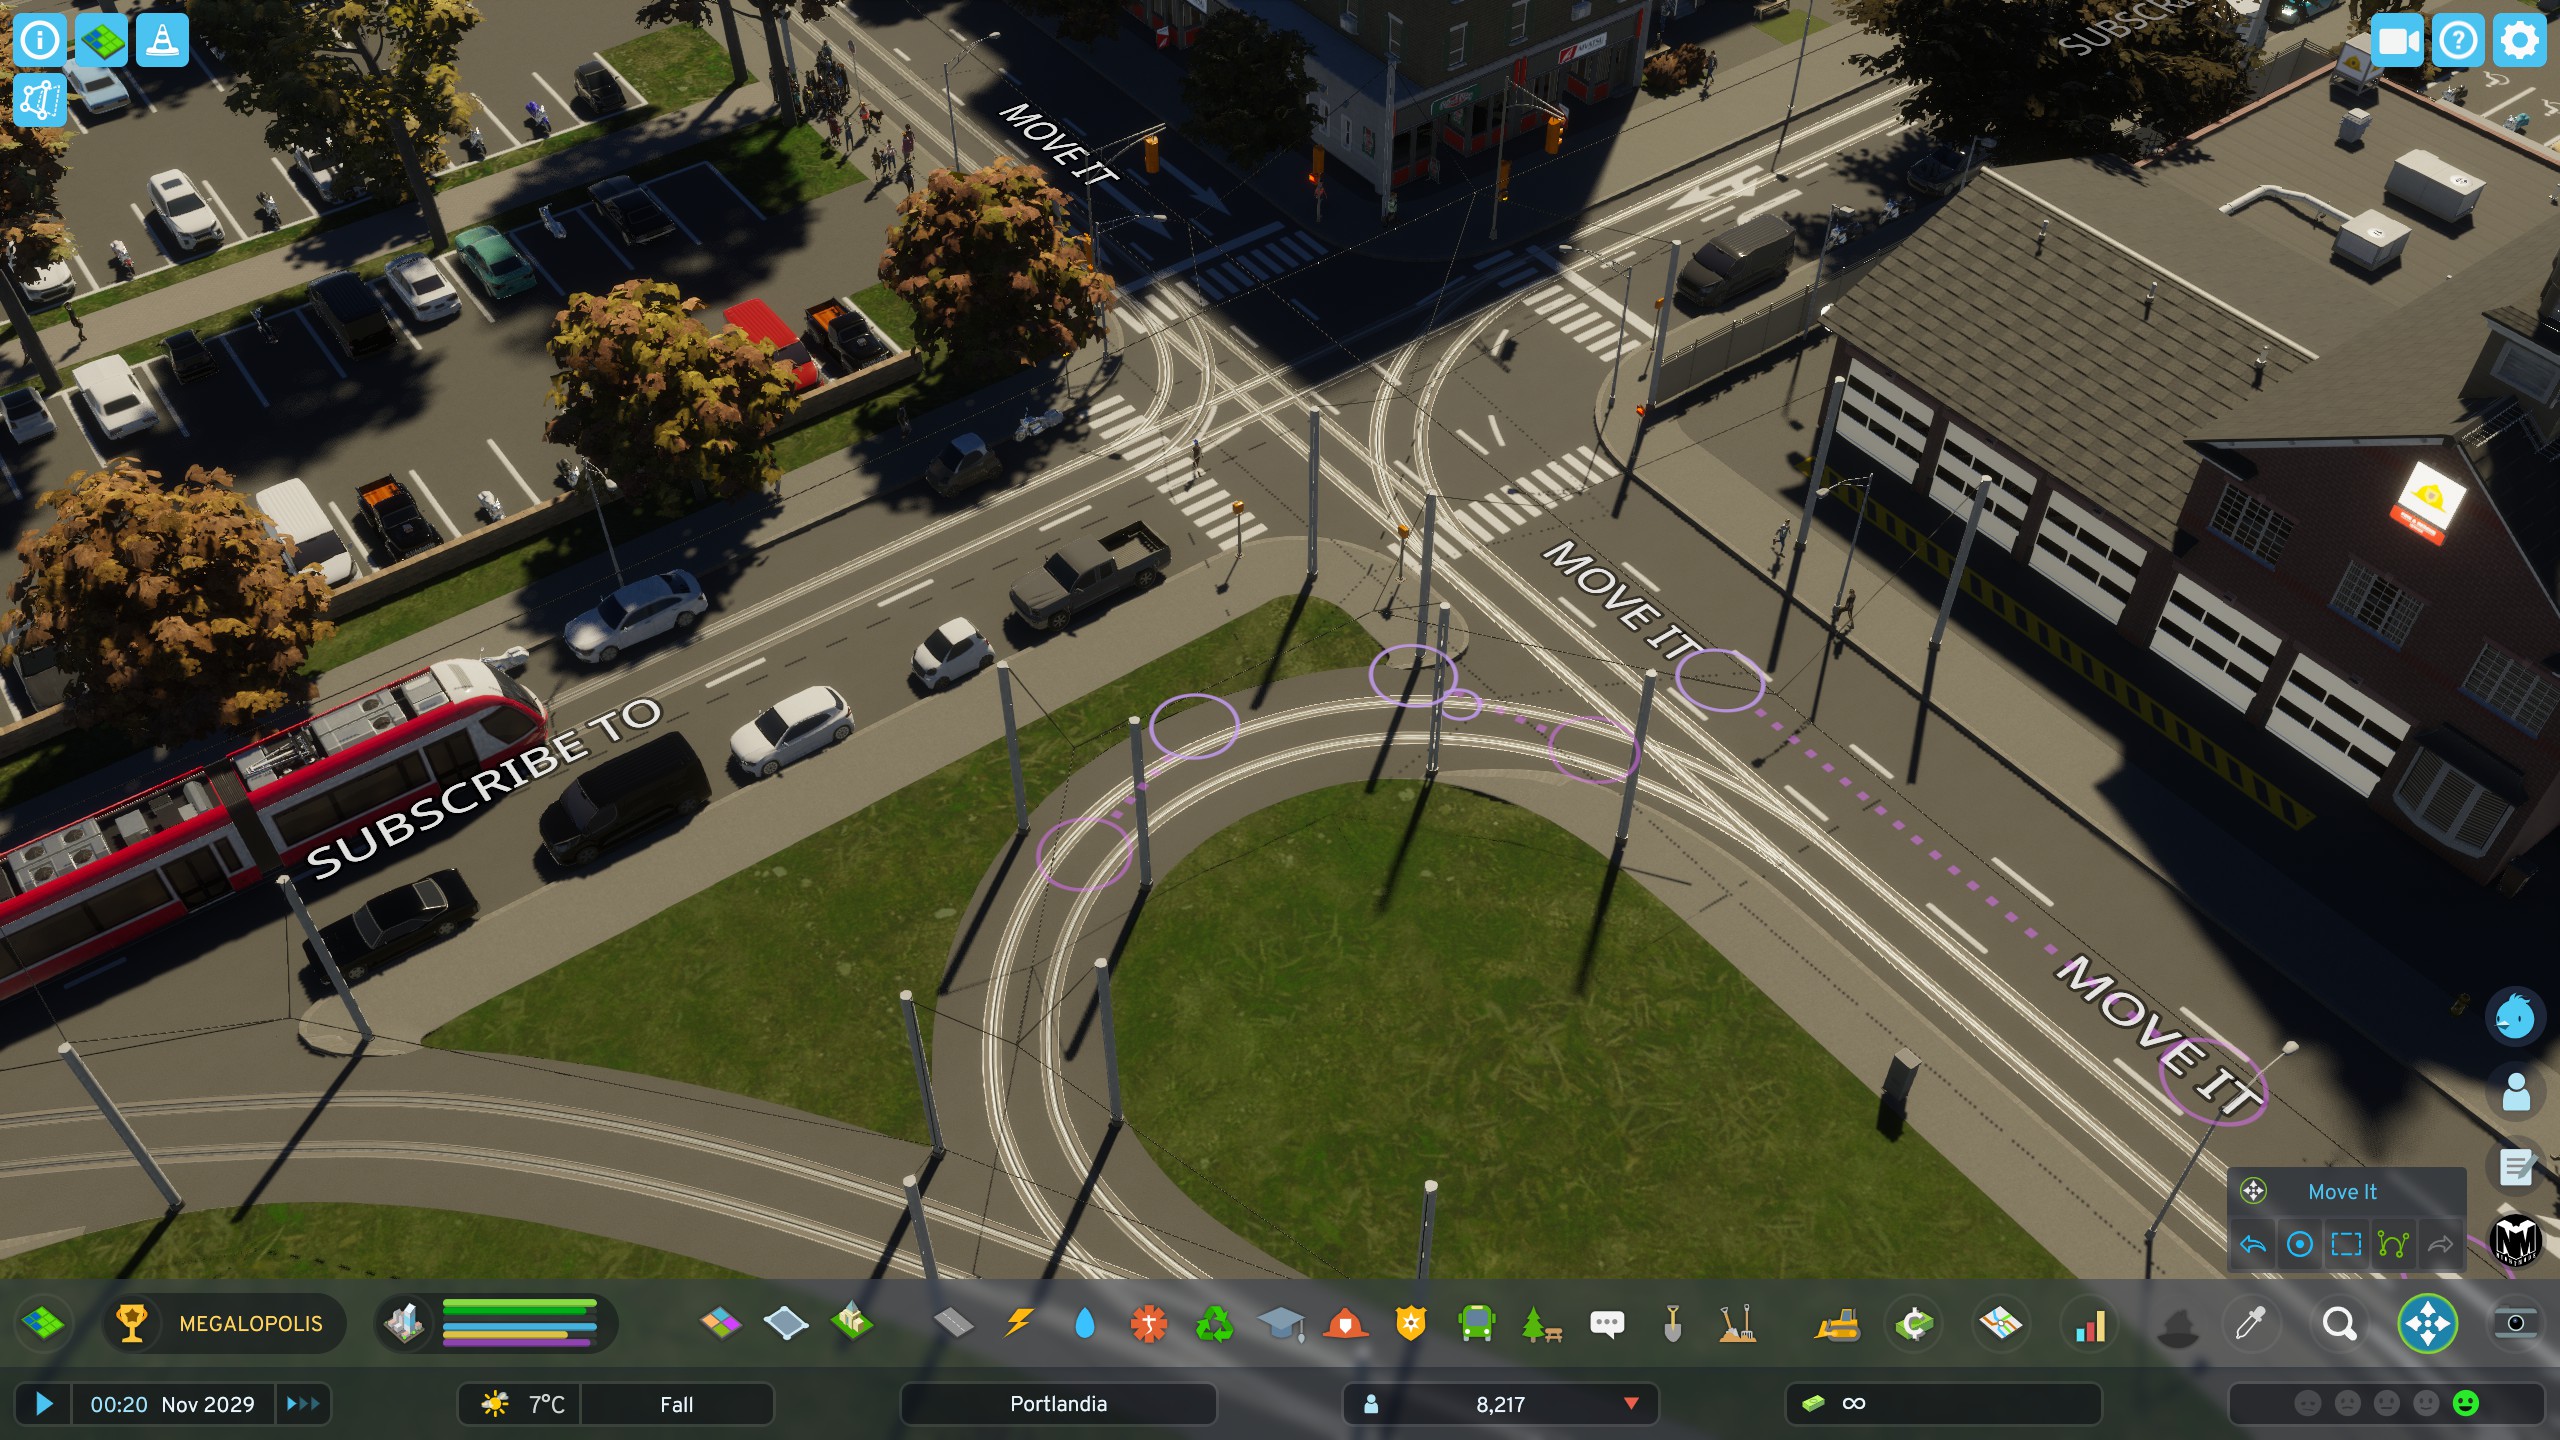 SUBSCRI
MOVE IT
MOVE IT
SUBSCRIBE TO
MOVE IT
Move It
MEGALOPOLIS
00:20 Nov 2029
7°C
Fall
Portlandia
8,217
∞